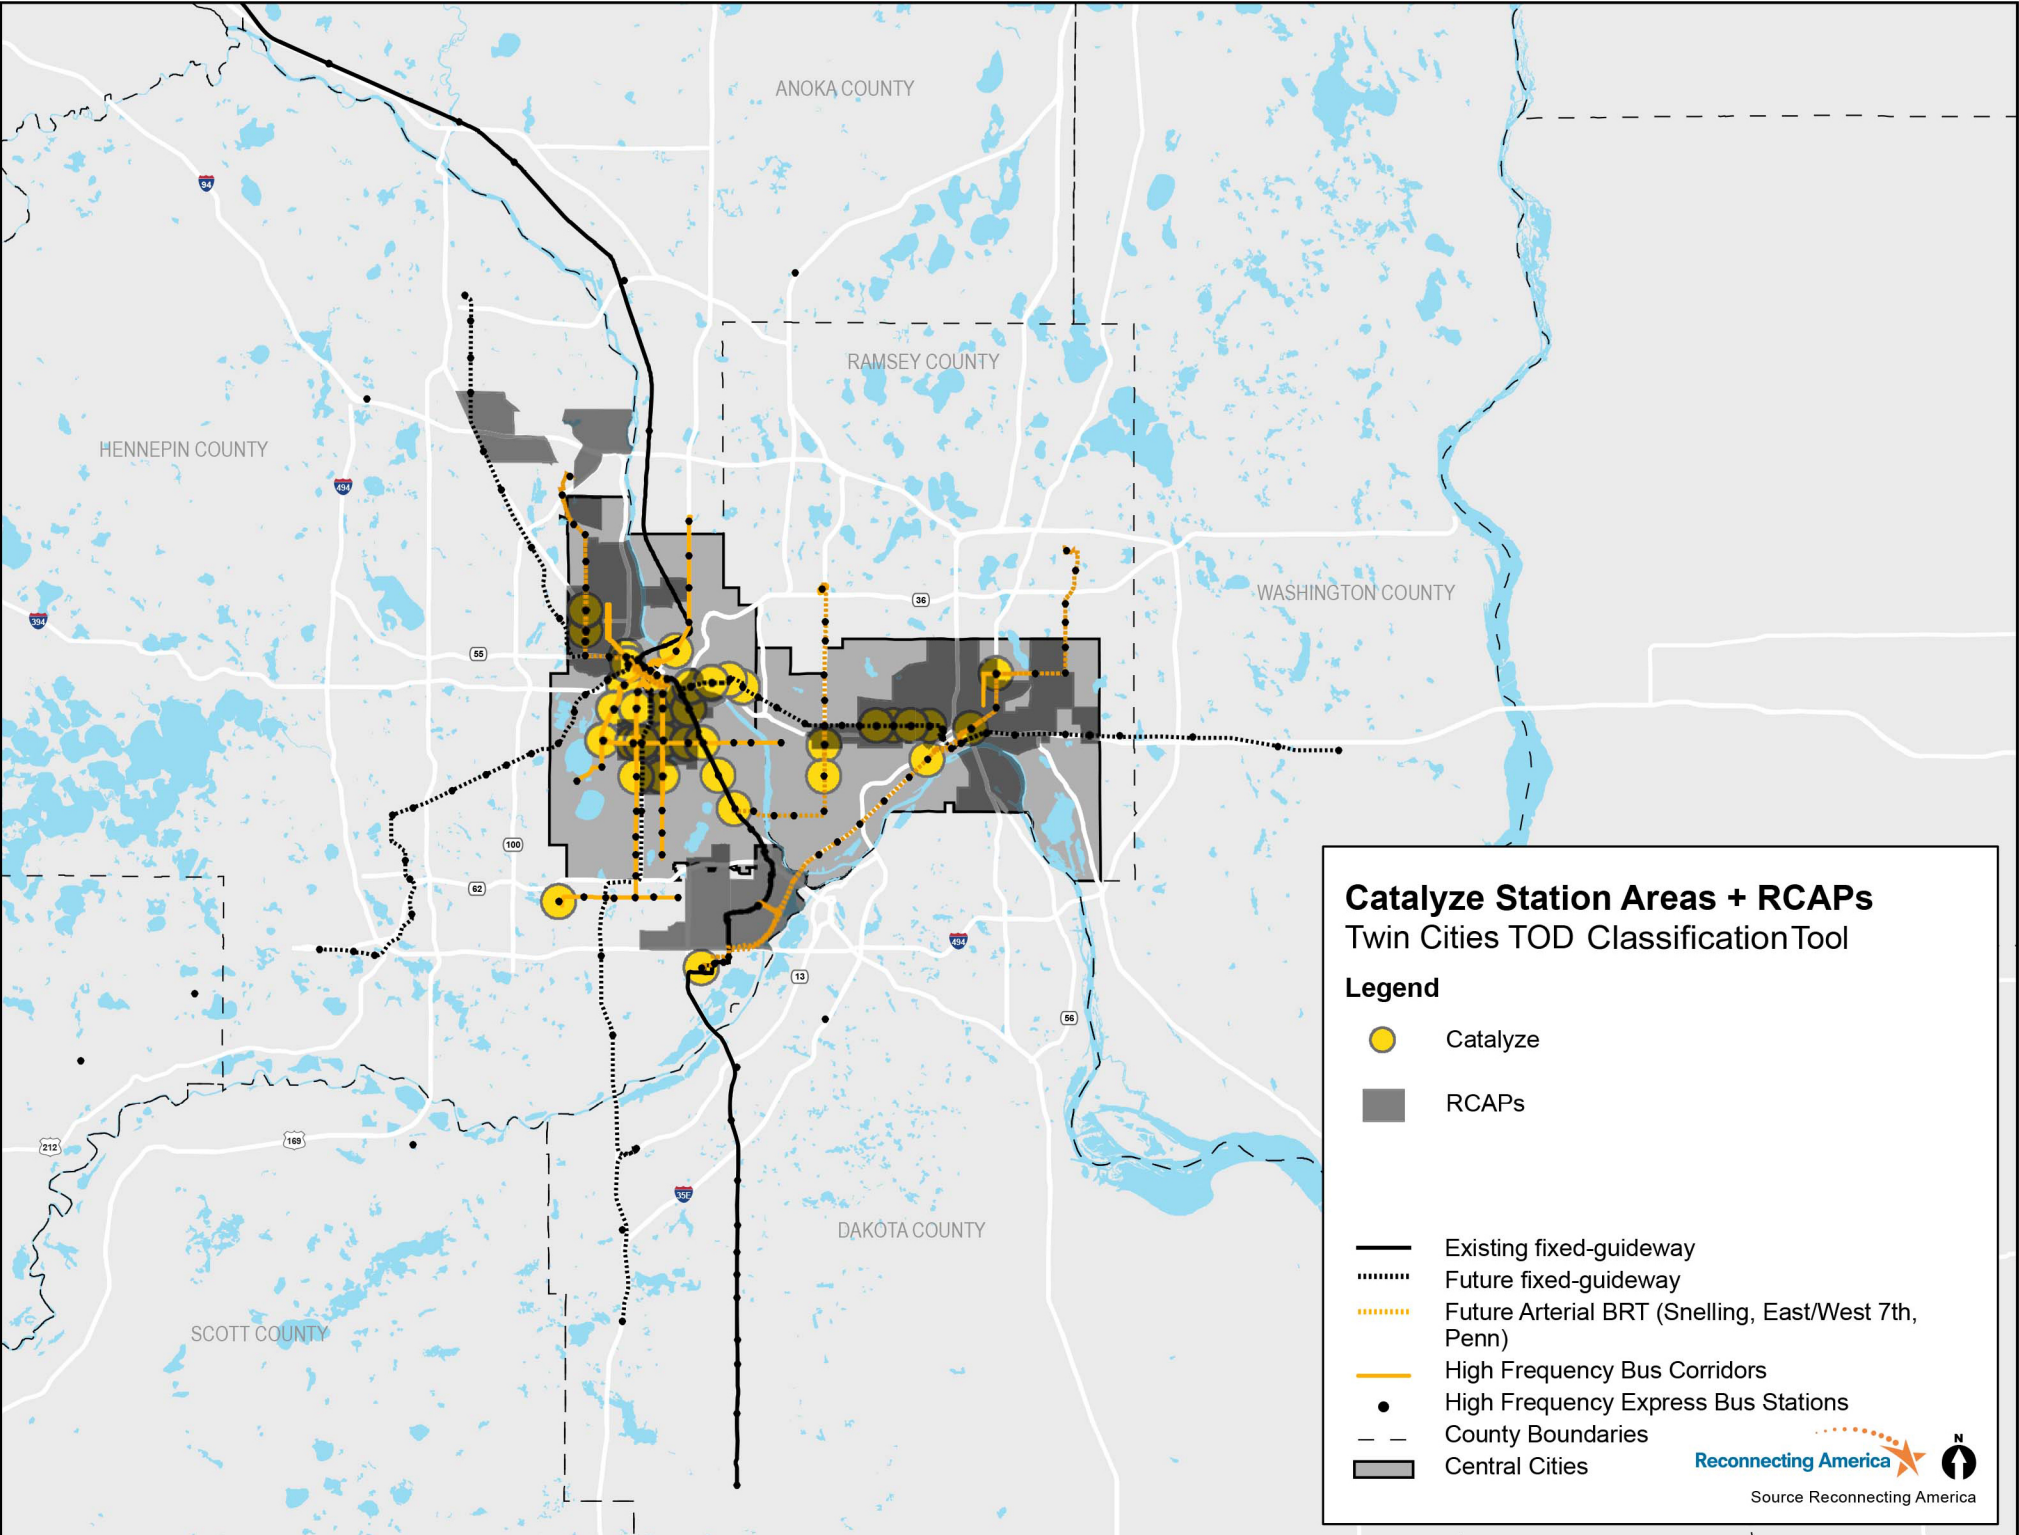 ANOKA COUNTY
94
RAMSEY COUNTY
HENNEPIN COUNTY
494
WASHINGTON COUNTY
36
394
55
100
62
494
13
56
212
169
35E
DAKOTA COUNTY
SCOTT COUNTY
Catalyze Station Areas + RCAPs
Twin Cities TOD Classification Tool
Legend
Catalyze
RCAPs
Existing fixed-guideway
Future fixed-guideway
Future Arterial BRT (Snelling, East/West 7th,
Penn)
High Frequency Bus Corridors
High Frequency Express Bus Stations
County Boundaries
Central Cities
Reconnecting America
N
Source Reconnecting America